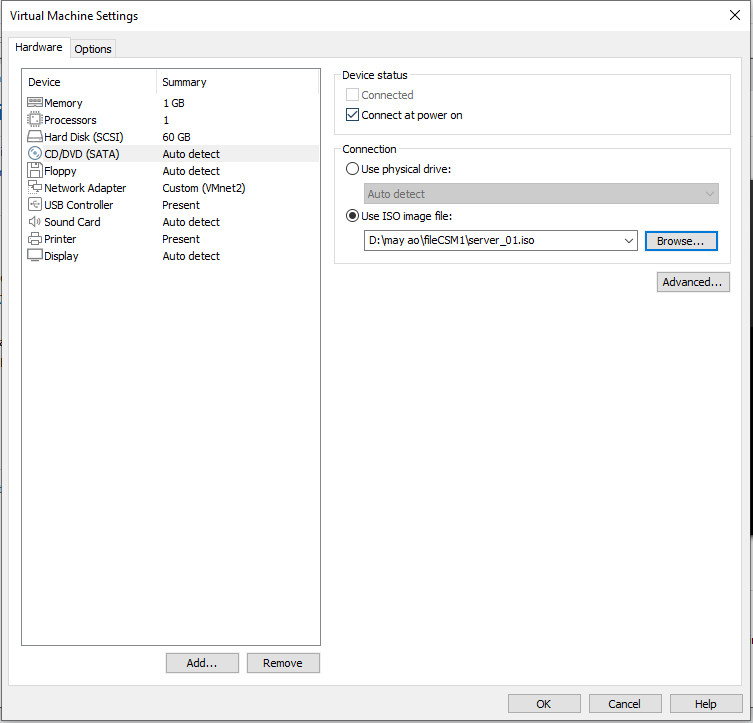 Virtual Machine Settings
Hardware Options
Device Summary
Memory 1 GB
Processors 1
Hard Disk (SCSI) 60 GB
CD/DVD (SATA) Auto detect
Floppy Auto detect
Network Adapter Custom (VMnet2)
USB Controller Present
Sound Card Auto detect
Printer Present
Display Auto detect
Add... Remove
Device status
Connected
Connect at power on
Connection
Use physical drive:
Auto detect
Use ISO image file:
D:\may ao\fileCSM1\server_01.iso Browse...
Advanced...
OK Cancel Help